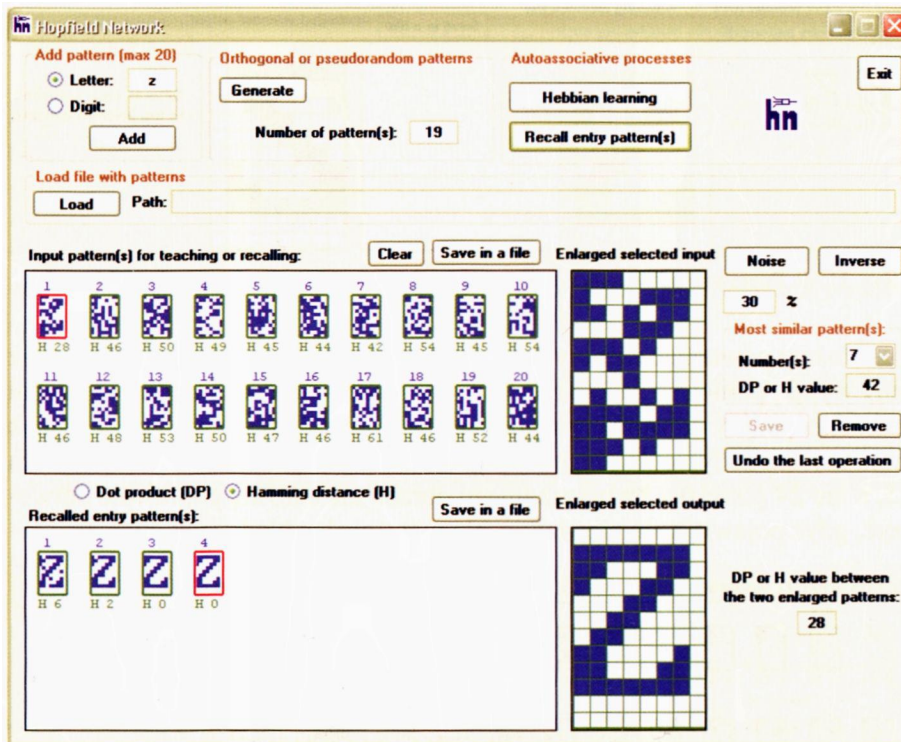 hn Hopfield Network
Add pattern (max 20)
Letter: z
Digit:
Add
Orthogonal or pseudorandom patterns
Generate
Number of pattern(s): 19
Autoassociative processes
Hebbian learning
Recall entry pattern(s)
hn
Exit
Load file with patterns
Load Path:
Input pattern(s) for teaching or recalling: Clear Save in a file
1 2 3 4 5 6 7 8 9 10
H 28 H 46 H 50 H 49 H 45 H 44 H 42 H 54 H 45 H 54
11 12 13 14 15 16 17 18 19 20
H 46 H 48 H 53 H 50 H 47 H 46 H 61 H 46 H 52 H 44
Enlarged selected input
Noise Inverse
30 %
Most similar pattern(s):
Number(s): 7
DP or H value: 42
Save Remove
Undo the last operation
Dot product (DP) Hamming distance (H)
Recalled entry pattern(s): Save in a file
1 2 3 4
Z Z Z Z
H 6 H 2 H 0 H 0
Enlarged selected output
Z
DP or H value between
the two enlarged patterns:
28